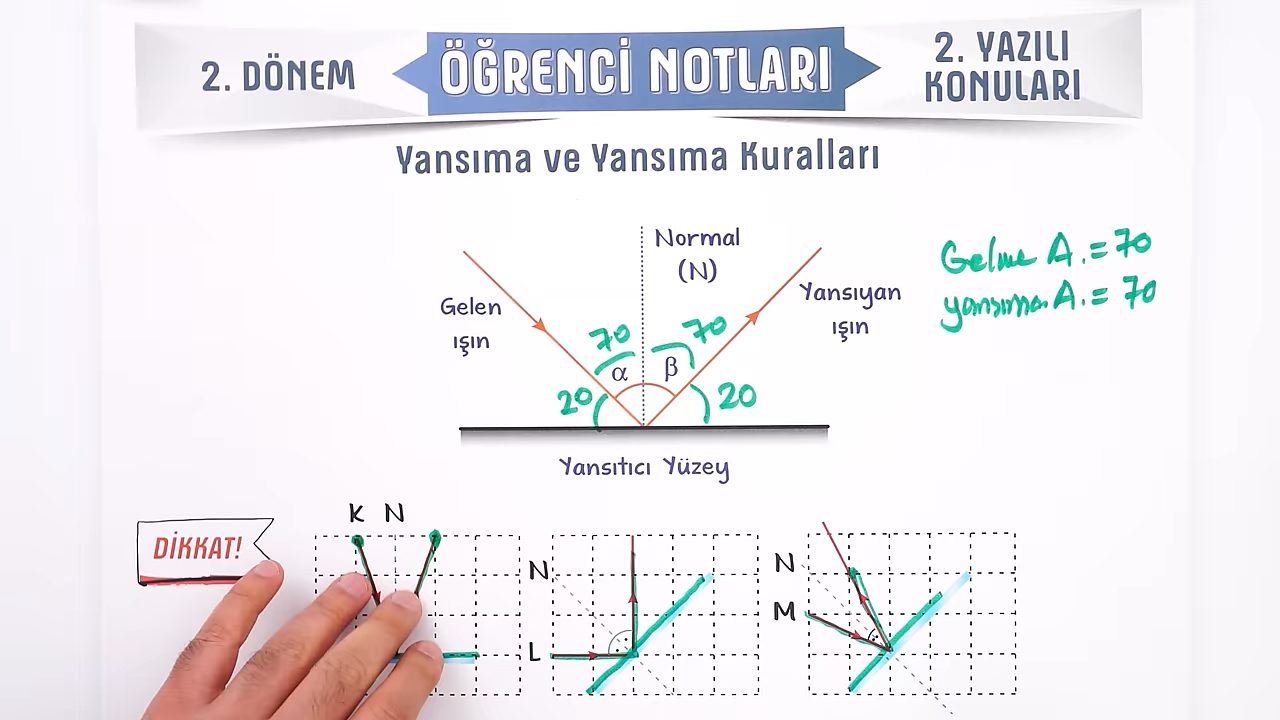 2. DÖNEM
ÖĞRENCİ NOTLARI
2. YAZILI
KONULARI
Yansıma ve Yansıma Kuralları
Normal
(N)
Gelen
ışın
Yansıyan
ışın
Gelme A. = 70
yansıma A. = 70
70
70
α
β
20
20
Yansıtıcı Yüzey
DİKKAT!
K N
N
L
N
M